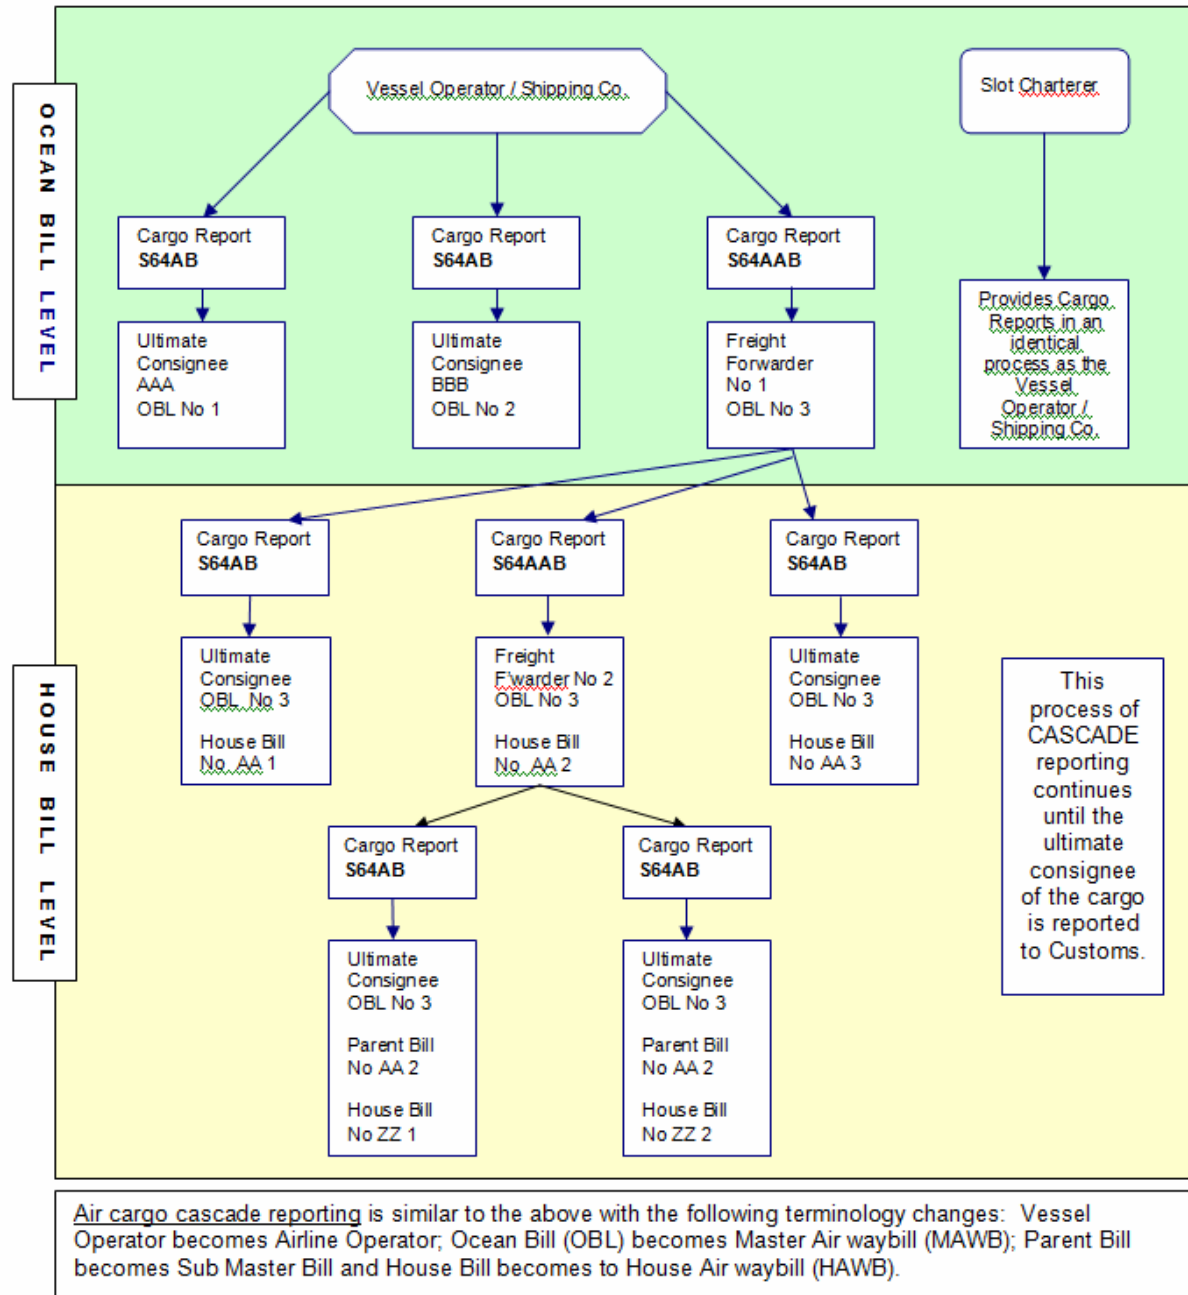 OCEAN BILL LEVEL
Vessel Operator / Shipping Co.
Slot Charterer
Cargo Report
S64AB
Cargo Report
S64AB
Cargo Report
S64AAB
Ultimate
Consignee
AAA
OBL No 1
Ultimate
Consignee
BBB
OBL No 2
Freight
Forwarder
No 1
OBL No 3
Provides Cargo
Reports in an
identical
process as the
Vessel
Operator /
Shipping Co.
HOUSE BILL LEVEL
Cargo Report
S64AB
Cargo Report
S64AAB
Cargo Report
S64AB
Ultimate
Consignee
OBL No 3
House Bill
No AA 1
Freight
F'warder No 2
OBL No 3
House Bill
No AA 2
Ultimate
Consignee
OBL No 3
House Bill
No AA 3
This
process of
CASCADE
reporting
continues
until the
ultimate
consignee
of the cargo
is reported
to Customs.
Cargo Report
S64AB
Cargo Report
S64AB
Ultimate
Consignee
OBL No 3
Parent Bill
No AA 2
House Bill
No ZZ 1
Ultimate
Consignee
OBL No 3
Parent Bill
No AA 2
House Bill
No ZZ 2
Air cargo cascade reporting is similar to the above with the following terminology changes: Vessel
Operator becomes Airline Operator; Ocean Bill (OBL) becomes Master Air waybill (MAWB); Parent Bill
becomes Sub Master Bill and House Bill becomes to House Air waybill (HAWB).